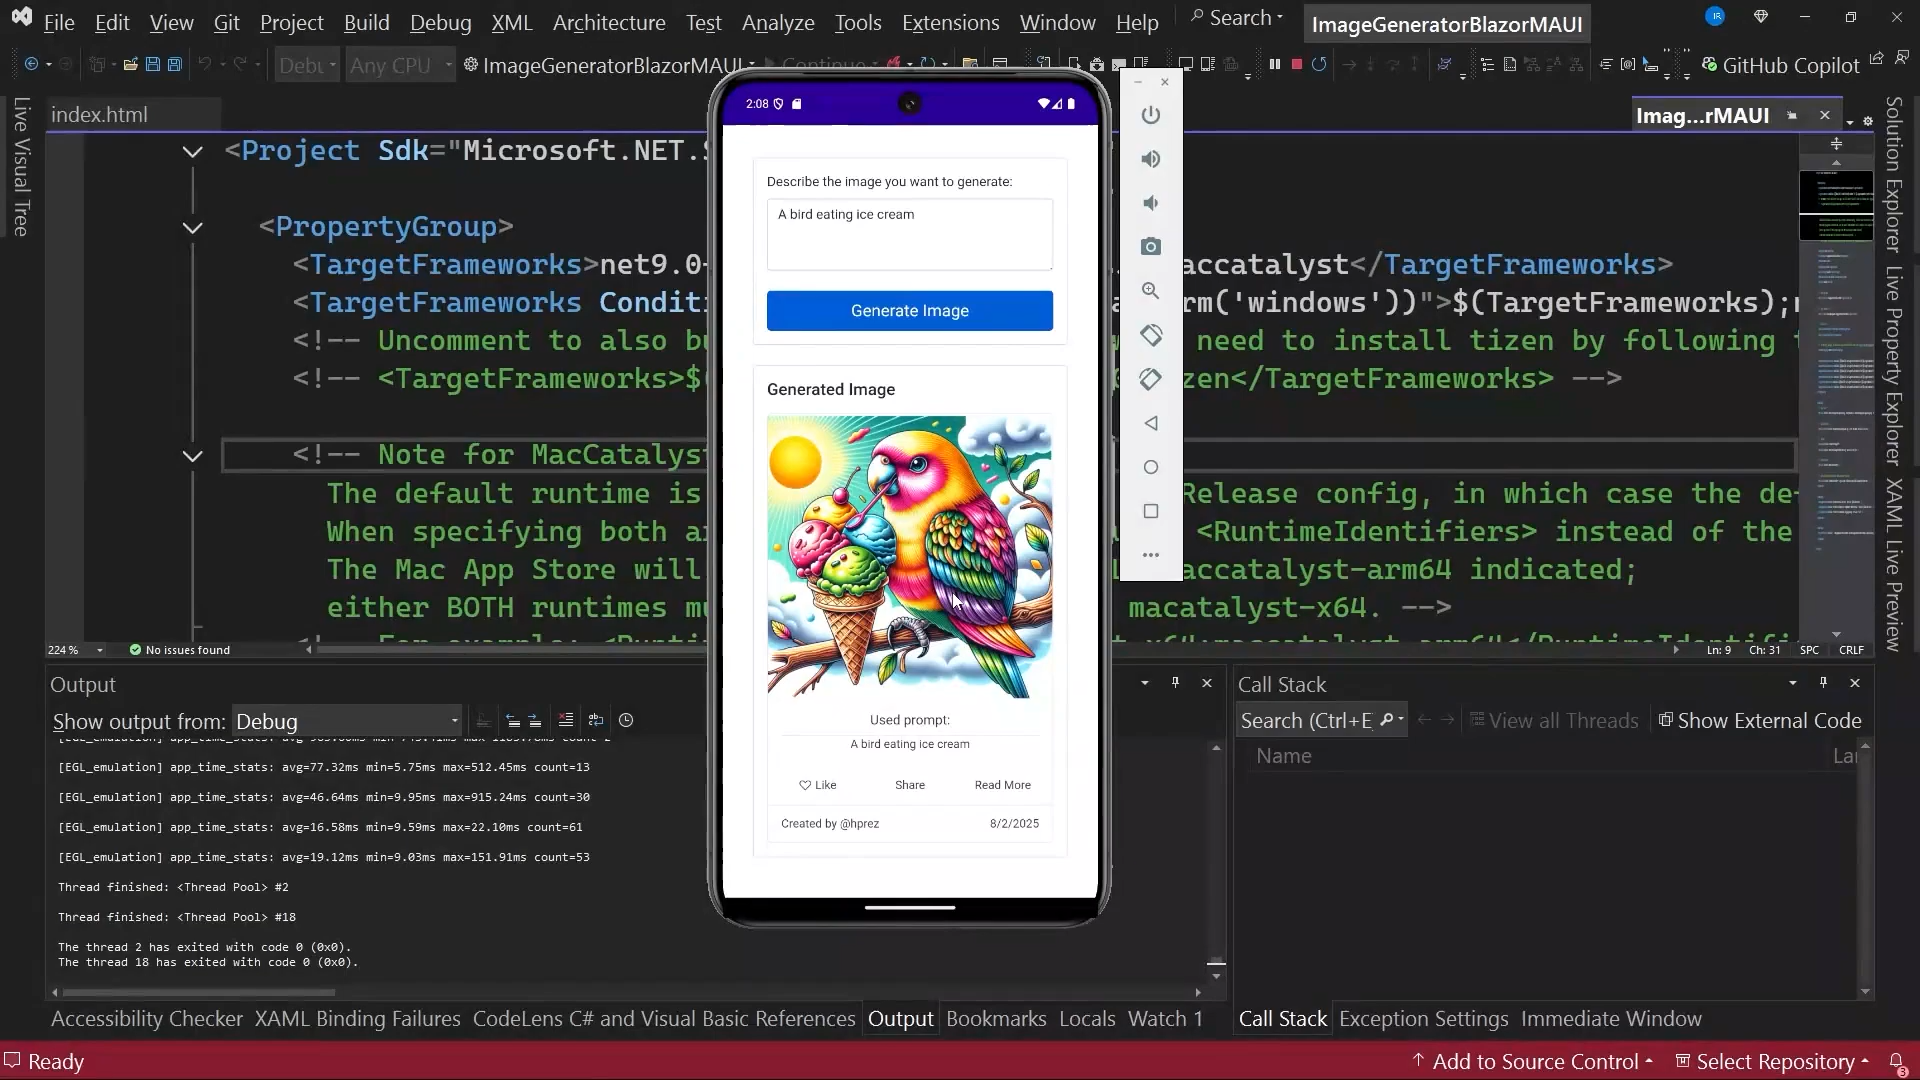 File Edit View Git Project Build Debug XML Architecture Test Analyze Tools Extensions Window Help Search ImageGeneratorBlazorMAUI
Any CPU ImageGeneratorBlazorMAUI Continue GitHub Copilot
index.html
Imag...rMAUI
Live Visual Tree
<Project Sdk="Microsoft.NET.
<PropertyGroup>
<TargetFrameworks>net9.0
accatalyst</TargetFrameworks>
<TargetFrameworks Conditi
rm('windows'))">$(TargetFrameworks);
<!-- Uncomment to also bu
need to install tizen by following
<!-- <TargetFrameworks>$(
zen</TargetFrameworks> -->
<!-- Note for MacCatalyst
The default runtime is
Release config, in which case the de
When specifying both a
<RuntimeIdentifiers> instead of the
The Mac App Store will
accatalyst-arm64 indicated;
either BOTH runtimes m
macatalyst-x64. -->
224 % No issues found
Ln: 9 Ch: 31 SPC CRLF
2:08
Describe the image you want to generate:
A bird eating ice cream
Generate Image
Generated Image
Used prompt:
A bird eating ice cream
Like Share Read More
Created by @hprez 8/2/2025
Solution Explorer
Live Property Explorer
XAML Live Preview
Output
Show output from: Debug
[EGL_emulation] app_time_stats: avg=77.32ms min=5.75ms max=512.45ms count=13
[EGL_emulation] app_time_stats: avg=46.64ms min=9.95ms max=915.24ms count=30
[EGL_emulation] app_time_stats: avg=16.58ms min=9.59ms max=22.10ms count=61
[EGL_emulation] app_time_stats: avg=19.12ms min=9.03ms max=151.91ms count=53
Thread finished: <Thread Pool> #2
Thread finished: <Thread Pool> #18
The thread 2 has exited with code 0 (0x0).
The thread 18 has exited with code 0 (0x0).
Call Stack
Search (Ctrl+E View all Threads Show External Code
Name
Accessibility Checker XAML Binding Failures CodeLens C# and Visual Basic References Output Bookmarks Locals Watch 1
Call Stack Exception Settings Immediate Window
Ready
Add to Source Control Select Repository 3